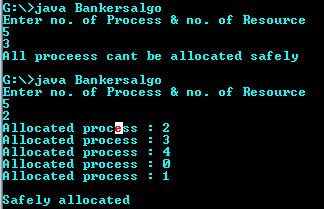 G:\>java Bankersalgo
Enter no. of Process & no. of Resource
5
3
All proceess cant be allocated safely
G:\>java Bankersalgo
Enter no. of Process & no. of Resource
5
2
Allocated process : 2
Allocated process : 3
Allocated process : 4
Allocated process : 0
Allocated process : 1
Safely allocated